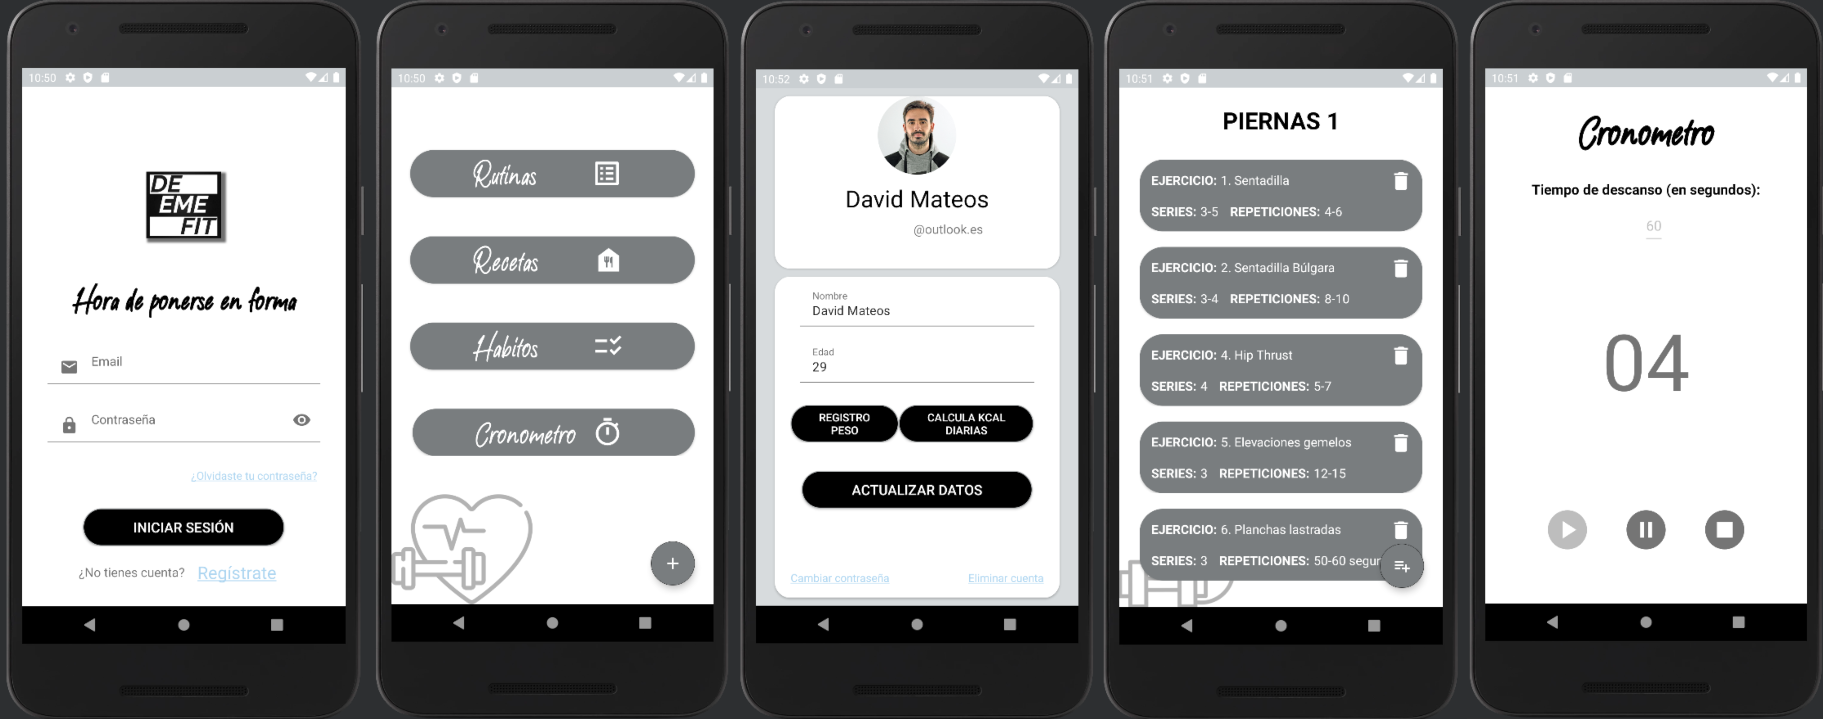 10:50
DE
EME
FIT
Hora de ponerse en forma
Email
Contraseña
¿Olvidaste tu contraseña?
INICIAR SESIÓN
¿No tienes cuenta? Regístrate
10:50
Rutinas
Recetas
Habitos
Cronometro
10:52
David Mateos
@outlook.es
Nombre
David Mateos
Edad
29
REGISTRO
PESO
CALCULA KCAL
DIARIAS
ACTUALIZAR DATOS
Cambiar contraseña
Eliminar cuenta
10:51
PIERNAS 1
EJERCICIO: 1. Sentadilla
SERIES: 3-5 REPETICIONES: 4-6
EJERCICIO: 2. Sentadilla Búlgara
SERIES: 3-4 REPETICIONES: 8-10
EJERCICIO: 4. Hip Thrust
SERIES: 4 REPETICIONES: 5-7
EJERCICIO: 5. Elevaciones gemelos
SERIES: 3 REPETICIONES: 12-15
EJERCICIO: 6. Planchas lastradas
SERIES: 3 REPETICIONES: 50-60 segur
10:51
Cronometro
Tiempo de descanso (en segundos):
60
04